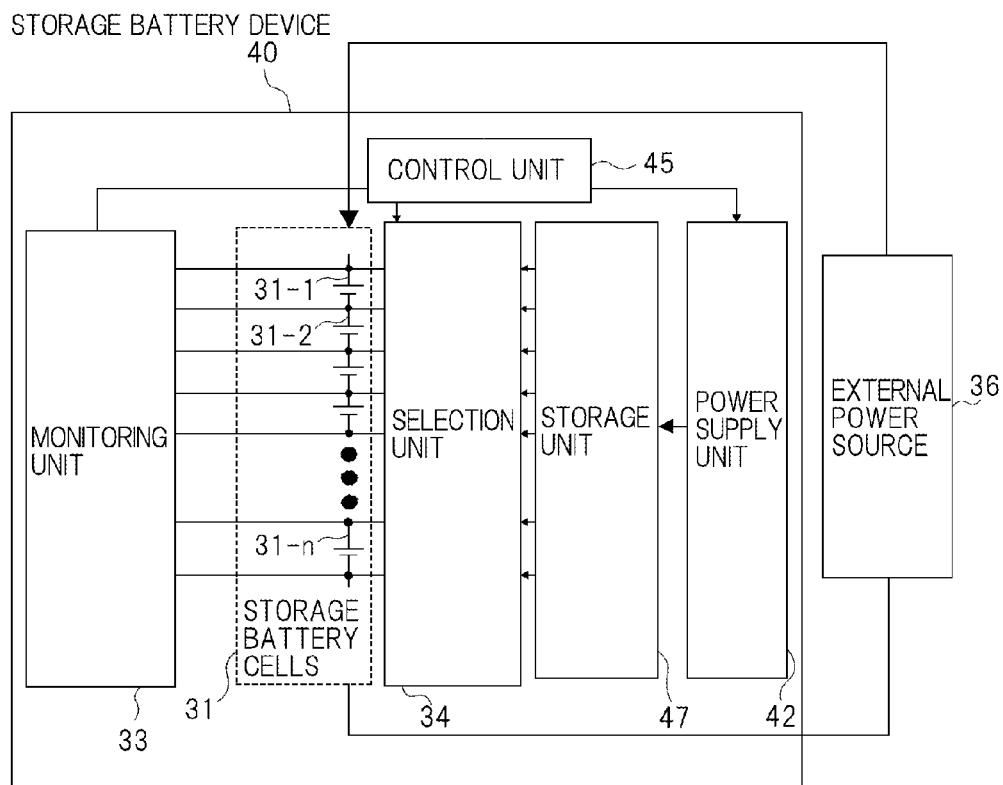 STORAGE BATTERY DEVICE
40
CONTROL UNIT
45
31-1
31-2
MONITORING
UNIT
SELECTION
UNIT
STORAGE
UNIT
POWER
SUPPLY
UNIT
EXTERNAL
POWER
SOURCE
36
31-n
STORAGE
BATTERY
CELLS
33
31
34
47
42